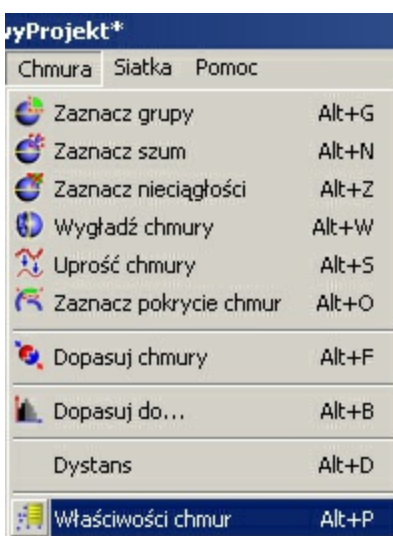 vyProjekt*
Chmura Siatka Pomoc
Zaznacz grupy Alt+G
Zaznacz szum Alt+N
Zaznacz nieciągłości Alt+Z
Wygładź chmury Alt+W
Uprość chmury Alt+S
Zaznacz pokrycie chmur Alt+O
Dopasuj chmury Alt+F
Dopasuj do... Alt+B
Dystans Alt+D
Właściwości chmur Alt+P